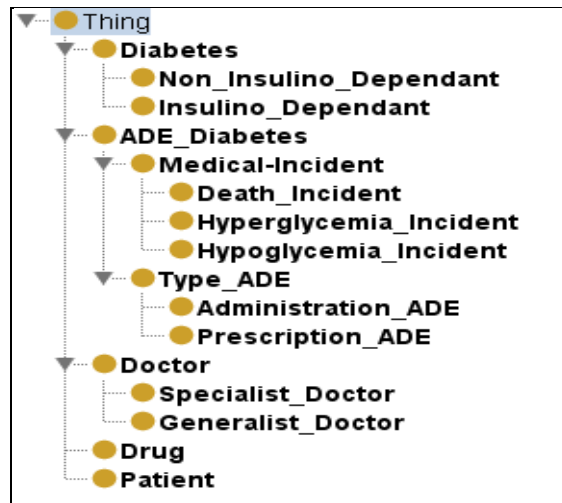 Thing
Diabetes
Non_Insulino_Dependant
Insulino_Dependant
ADE_Diabetes
Medical-Incident
Death_Incident
Hyperglycemia_Incident
Hypoglycemia_Incident
Type_ADE
Administration_ADE
Prescription_ADE
Doctor
Specialist_Doctor
Generalist_Doctor
Drug
Patient